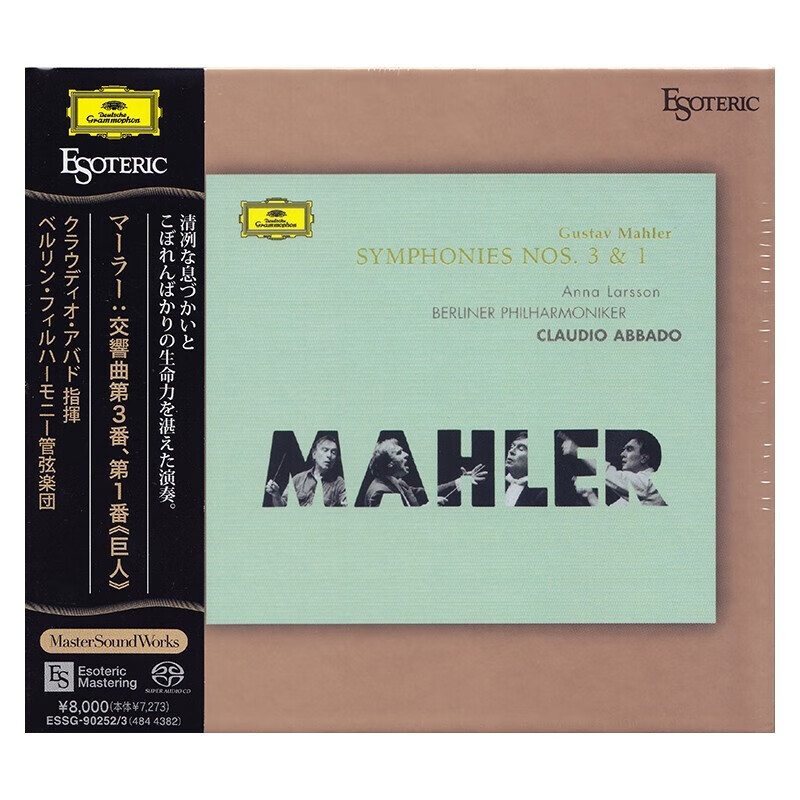 Deutsche
Grammophon
ESOTERIC
清冽な息づかいと
こぼれんばかりの生命力を湛えた演奏。
マーラー：交響曲第3番、第1番《巨人》
クラウディオ・アバド 指揮
ベルリン・フィルハーモニー管弦楽団
MasterSoundWorks
ES
Esoteric
Mastering
SUPER AUDIO CD
¥8,000(本体¥7,273)
ESSG-90252/3(484 4382)
ESOTERIC
Deutsche
Grammophon
Gustav Mahler
SYMPHONIES NOS. 3 & 1
Anna Larsson
BERLINER PHILHARMONIKER
CLAUDIO ABBADO
MAHLER